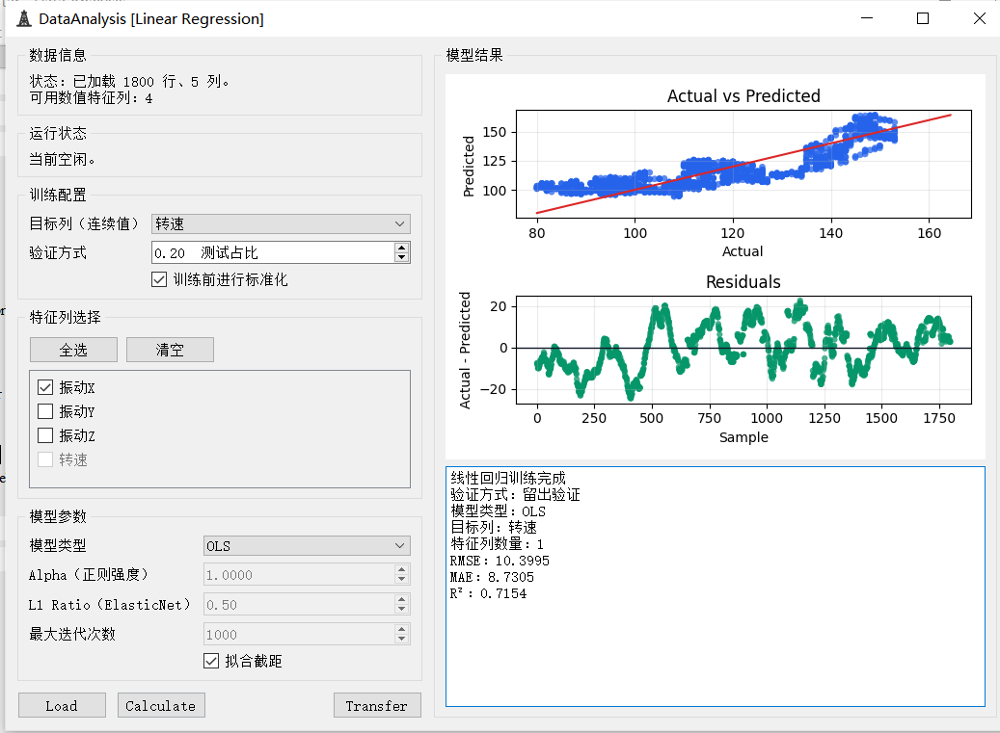 DataAnalysis [Linear Regression]
数据信息
状态：已加载 1800 行、5 列。
可用数值特征列：4
运行状态
当前空闲。
训练配置
目标列（连续值） 转速
验证方式 0.20 测试占比
训练前进行标准化
特征列选择
全选 清空
振动X
振动Y
振动Z
转速
模型参数
模型类型 OLS
Alpha（正则强度） 1.0000
L1 Ratio（ElasticNet） 0.50
最大迭代次数 1000
拟合截距
Load Calculate Transfer
模型结果
Actual vs Predicted
Predicted
150
125
100
80 100 120 140 160
Actual
Residuals
Actual - Predicted
20
0
−20
0 250 500 750 1000 1250 1500 1750
Sample
线性回归训练完成
验证方式：留出验证
模型类型：OLS
目标列：转速
特征列数量：1
RMSE：10.3995
MAE：8.7305
R²：0.7154